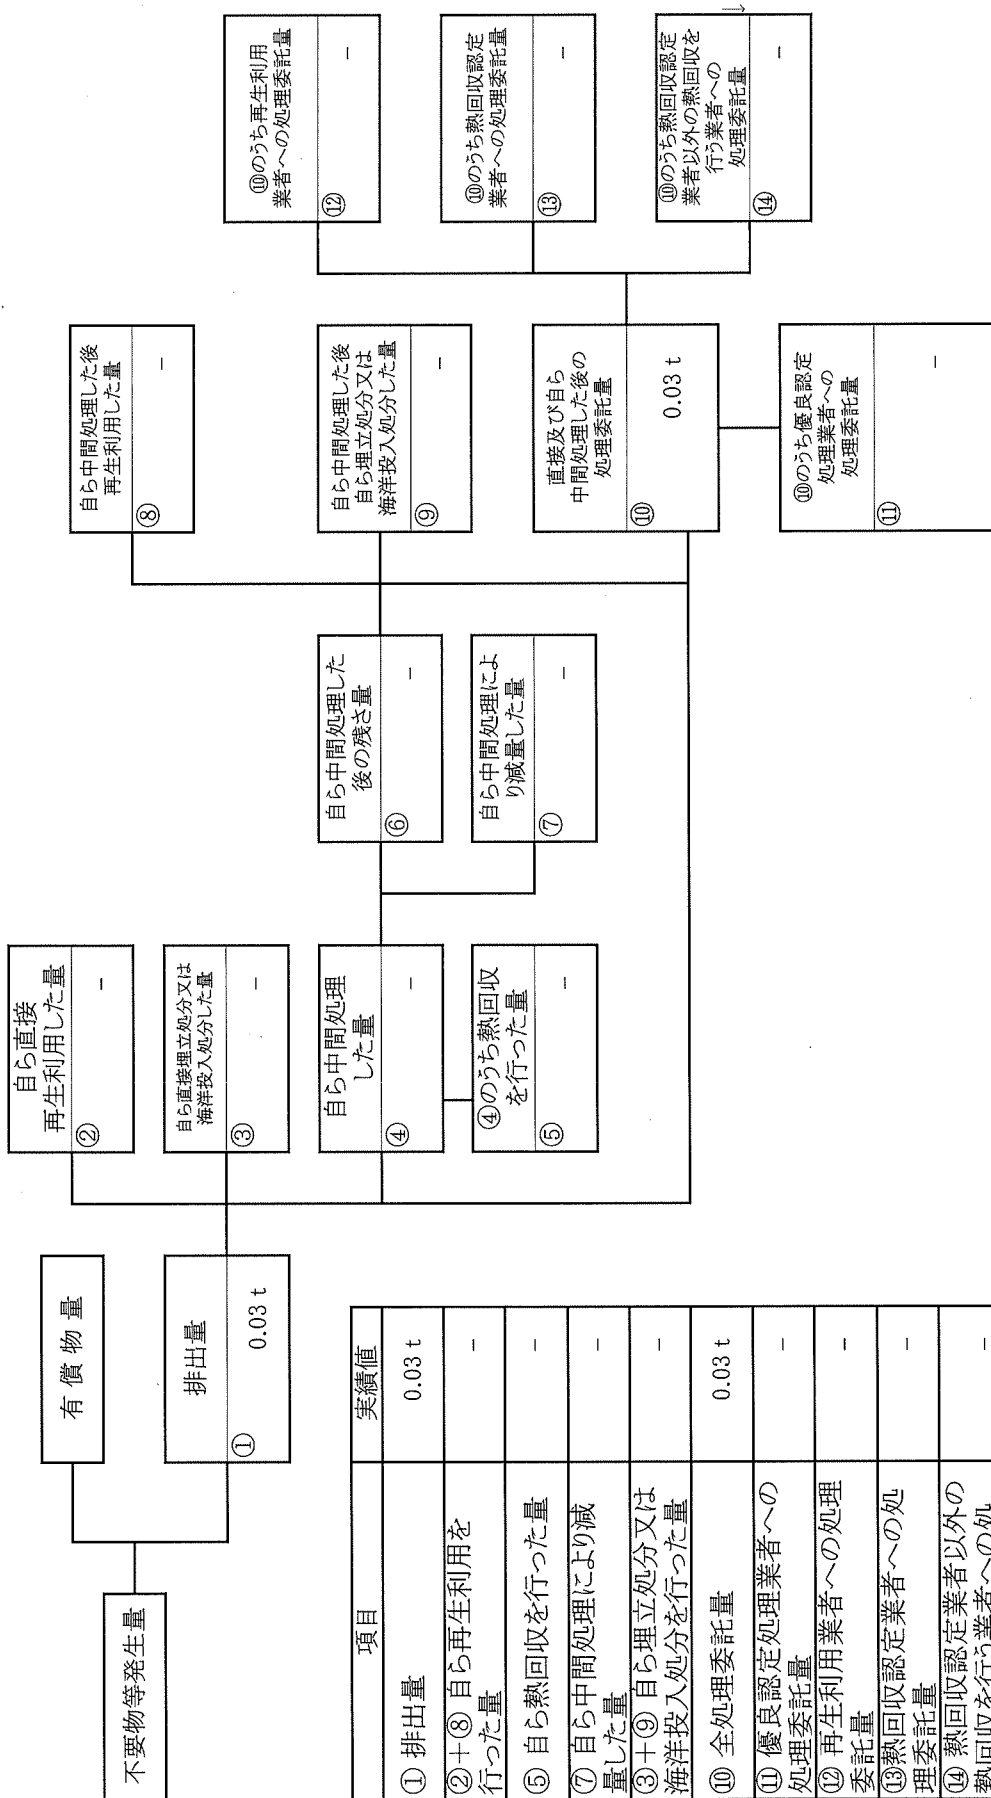 不要物等発生量
有償物量
排出量
①
0.03 t
自ら直接
再生利用した量
②
－
自ら直接埋立処分又は
海洋投入処分した量
③
－
自ら中間処理
した量
④
－
④のうち熱回収
を行った量
⑤
－
自ら中間処理した
後の残さ量
⑥
－
自ら中間処理によ
り減量した量
⑦
－
自ら中間処理した後
再生利用した量
⑧
－
自ら中間処理した後
自ら埋立処分又は
海洋投入処分した量
⑨
－
直接及び自ら
中間処理した後の
処理委託量
⑩
0.03 t
⑩のうち優良認定
処理業者への
処理委託量
⑪
－
⑩のうち再生利用
業者への処理委託量
⑫
－
⑩のうち熱回収認定
業者への処理委託量
⑬
－
⑩のうち熱回収認定
業者以外の熱回収を
行う業者への
処理委託量
⑭
－
項目
実績値
① 排出量
0.03 t
②＋⑧ 自ら再生利用を
行った量
－
⑤ 自ら熱回収を行った量
－
⑦ 自ら中間処理により減
量した量
－
③＋⑨ 自ら埋立処分又は
海洋投入処分を行った量
－
⑩ 全処理委託量
0.03 t
⑪ 優良認定処理業者への
処理委託量
－
⑫ 再生利用業者への処理
委託量
－
⑬熱回収認定業者への処
理委託量
－
⑭ 熱回収認定業者以外の
熱回収を行う業者への処
－